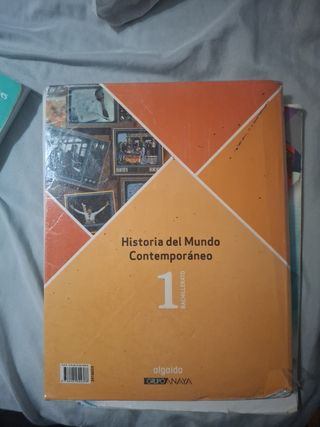 Historia del Mundo
Contemporáneo
1
BACHILLERATO
algaida
GRUPO ANAYA